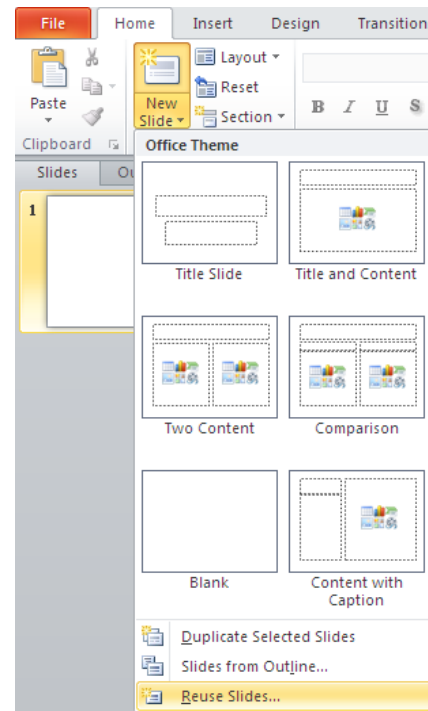 File Home Insert Design Transition
Paste
New
Slide
Layout
Reset
Section
B I U S
Clipboard
Slides Ou
Office Theme
1
Title Slide Title and Content
Two Content Comparison
Blank Content with
Caption
Duplicate Selected Slides
Slides from Outline...
Reuse Slides...